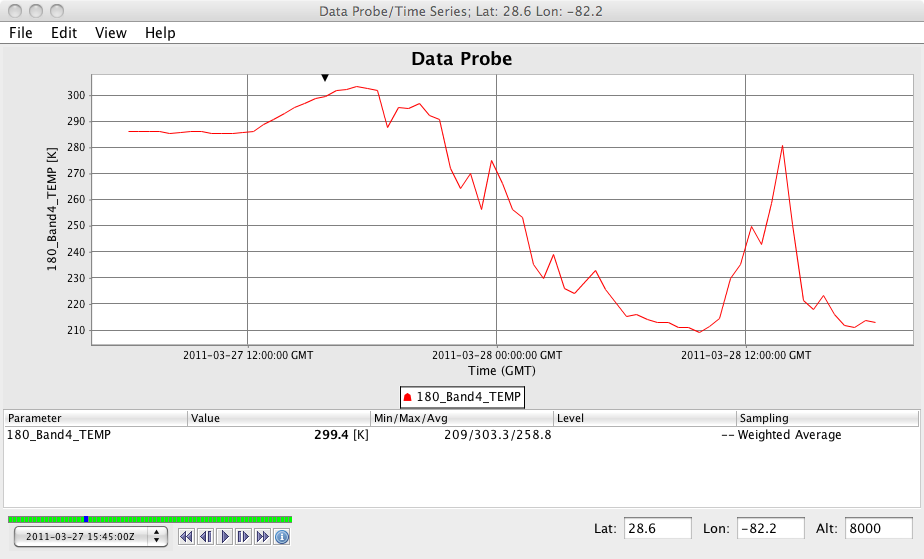 Data Probe/Time Series; Lat: 28.6 Lon: -82.2
File Edit View Help
Data Probe
300
290
280
270
260
250
240
230
220
210
180_Band4_TEMP [K]
2011-03-27 12:00:00 GMT 2011-03-28 00:00:00 GMT 2011-03-28 12:00:00 GMT
Time (GMT)
180_Band4_TEMP
Parameter Value Min/Max/Avg Level Sampling
180_Band4_TEMP 299.4 [K] 209/303.3/258.8 -- Weighted Average
2011-03-27 15:45:00Z
Lat: 28.6 Lon: -82.2 Alt: 8000